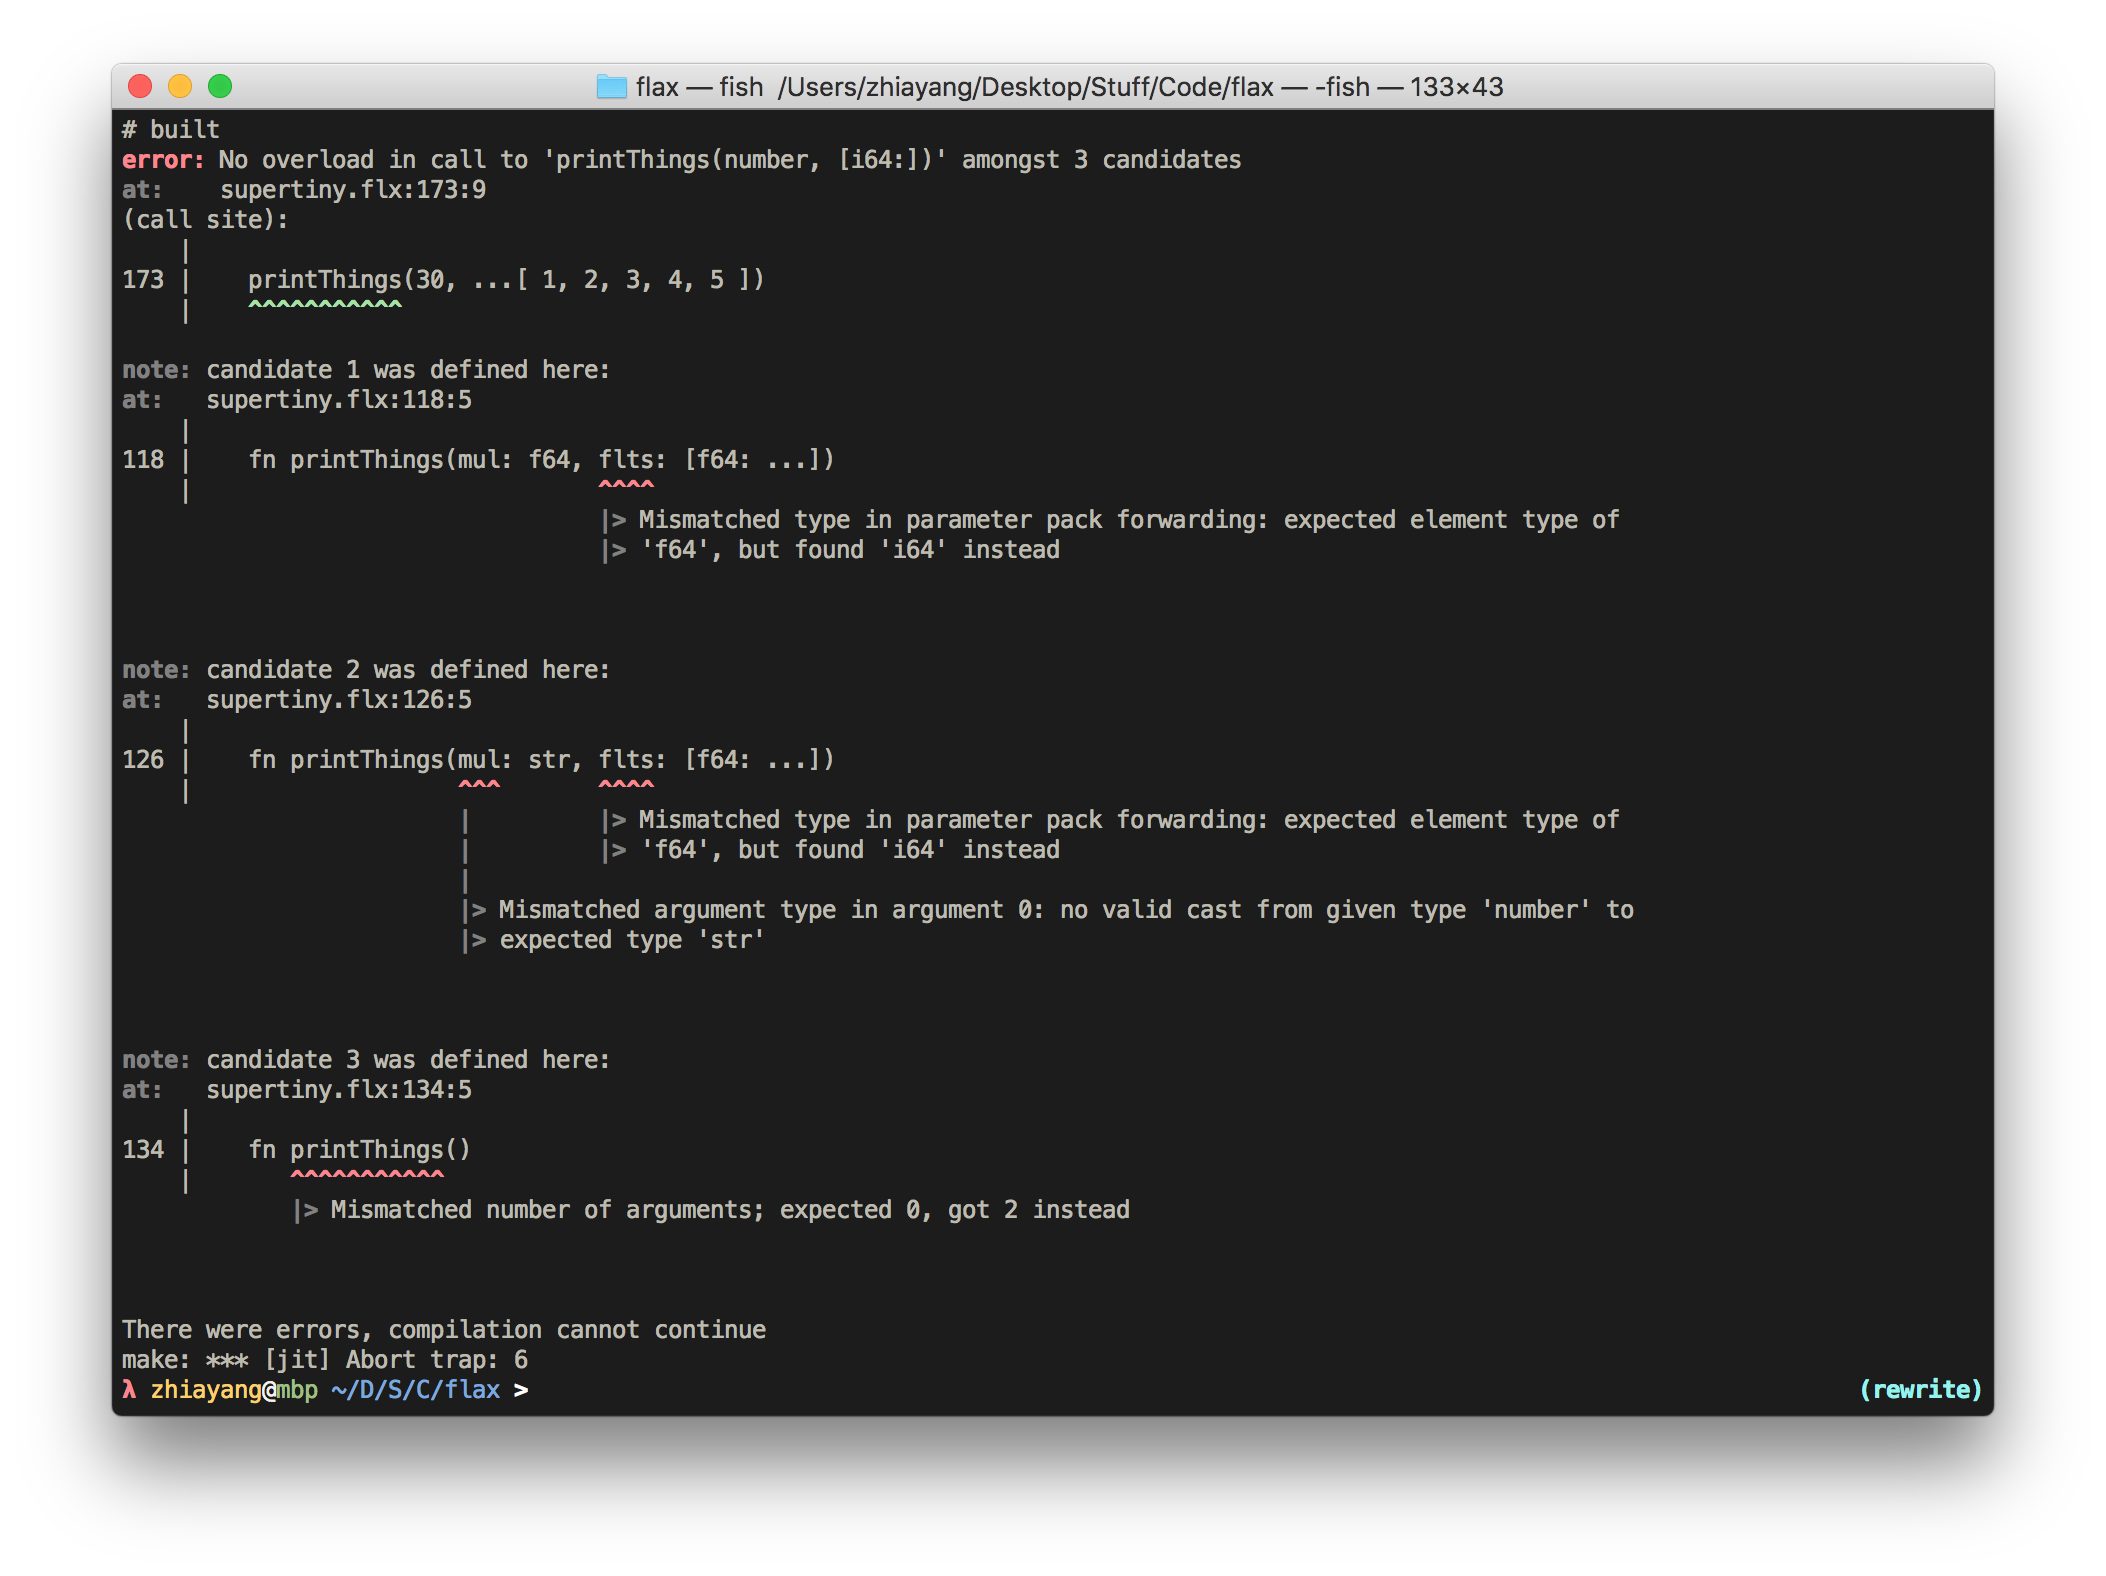 flax — fish  /Users/zhiayang/Desktop/Stuff/Code/flax — -fish — 133×43
# built
error: No overload in call to 'printThings(number, [i64:])' amongst 3 candidates
at:    supertiny.flx:173:9
(call site):
    |
173 |    printThings(30, ...[ 1, 2, 3, 4, 5 ])
    |    ^^^^^^^^^^^
note: candidate 1 was defined here:
at:   supertiny.flx:118:5
    |
118 |    fn printThings(mul: f64, flts: [f64: ...])
    |                             ^^^^
                                  |> Mismatched type in parameter pack forwarding: expected element type of
                                  |> 'f64', but found 'i64' instead
note: candidate 2 was defined here:
at:   supertiny.flx:126:5
    |
126 |    fn printThings(mul: str, flts: [f64: ...])
    |                   ^^^       ^^^^
                        |         |> Mismatched type in parameter pack forwarding: expected element type of
                        |         |> 'f64', but found 'i64' instead
                        |
                        |> Mismatched argument type in argument 0: no valid cast from given type 'number' to
                        |> expected type 'str'
note: candidate 3 was defined here:
at:   supertiny.flx:134:5
    |
134 |    fn printThings()
    |       ^^^^^^^^^^^
            |> Mismatched number of arguments; expected 0, got 2 instead
There were errors, compilation cannot continue
make: *** [jit] Abort trap: 6
λ zhiayang@mbp ~/D/S/C/flax > (rewrite)